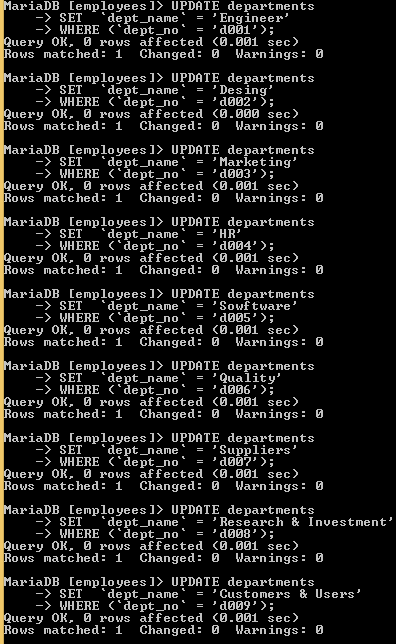 MariaDB [employees]> UPDATE departments
    -> SET  `dept_name` = 'Engineer'
    -> WHERE (`dept_no` = 'd001');
Query OK, 0 rows affected (0.001 sec)
Rows matched: 1  Changed: 0  Warnings: 0
MariaDB [employees]> UPDATE departments
    -> SET  `dept_name` = 'Desing'
    -> WHERE (`dept_no` = 'd002');
Query OK, 0 rows affected (0.000 sec)
Rows matched: 1  Changed: 0  Warnings: 0
MariaDB [employees]> UPDATE departments
    -> SET  `dept_name` = 'Marketing'
    -> WHERE (`dept_no` = 'd003');
Query OK, 0 rows affected (0.001 sec)
Rows matched: 1  Changed: 0  Warnings: 0
MariaDB [employees]> UPDATE departments
    -> SET  `dept_name` = 'HR'
    -> WHERE (`dept_no` = 'd004');
Query OK, 0 rows affected (0.001 sec)
Rows matched: 1  Changed: 0  Warnings: 0
MariaDB [employees]> UPDATE departments
    -> SET  `dept_name` = 'Sowftware'
    -> WHERE (`dept_no` = 'd005');
Query OK, 0 rows affected (0.001 sec)
Rows matched: 1  Changed: 0  Warnings: 0
MariaDB [employees]> UPDATE departments
    -> SET  `dept_name` = 'Quality'
    -> WHERE (`dept_no` = 'd006');
Query OK, 0 rows affected (0.001 sec)
Rows matched: 1  Changed: 0  Warnings: 0
MariaDB [employees]> UPDATE departments
    -> SET  `dept_name` = 'Suppliers'
    -> WHERE (`dept_no` = 'd007');
Query OK, 0 rows affected (0.001 sec)
Rows matched: 1  Changed: 0  Warnings: 0
MariaDB [employees]> UPDATE departments
    -> SET  `dept_name` = 'Research & Investment'
    -> WHERE (`dept_no` = 'd008');
Query OK, 0 rows affected (0.001 sec)
Rows matched: 1  Changed: 0  Warnings: 0
MariaDB [employees]> UPDATE departments
    -> SET  `dept_name` = 'Customers & Users'
    -> WHERE (`dept_no` = 'd009');
Query OK, 0 rows affected (0.001 sec)
Rows matched: 1  Changed: 0  Warnings: 0